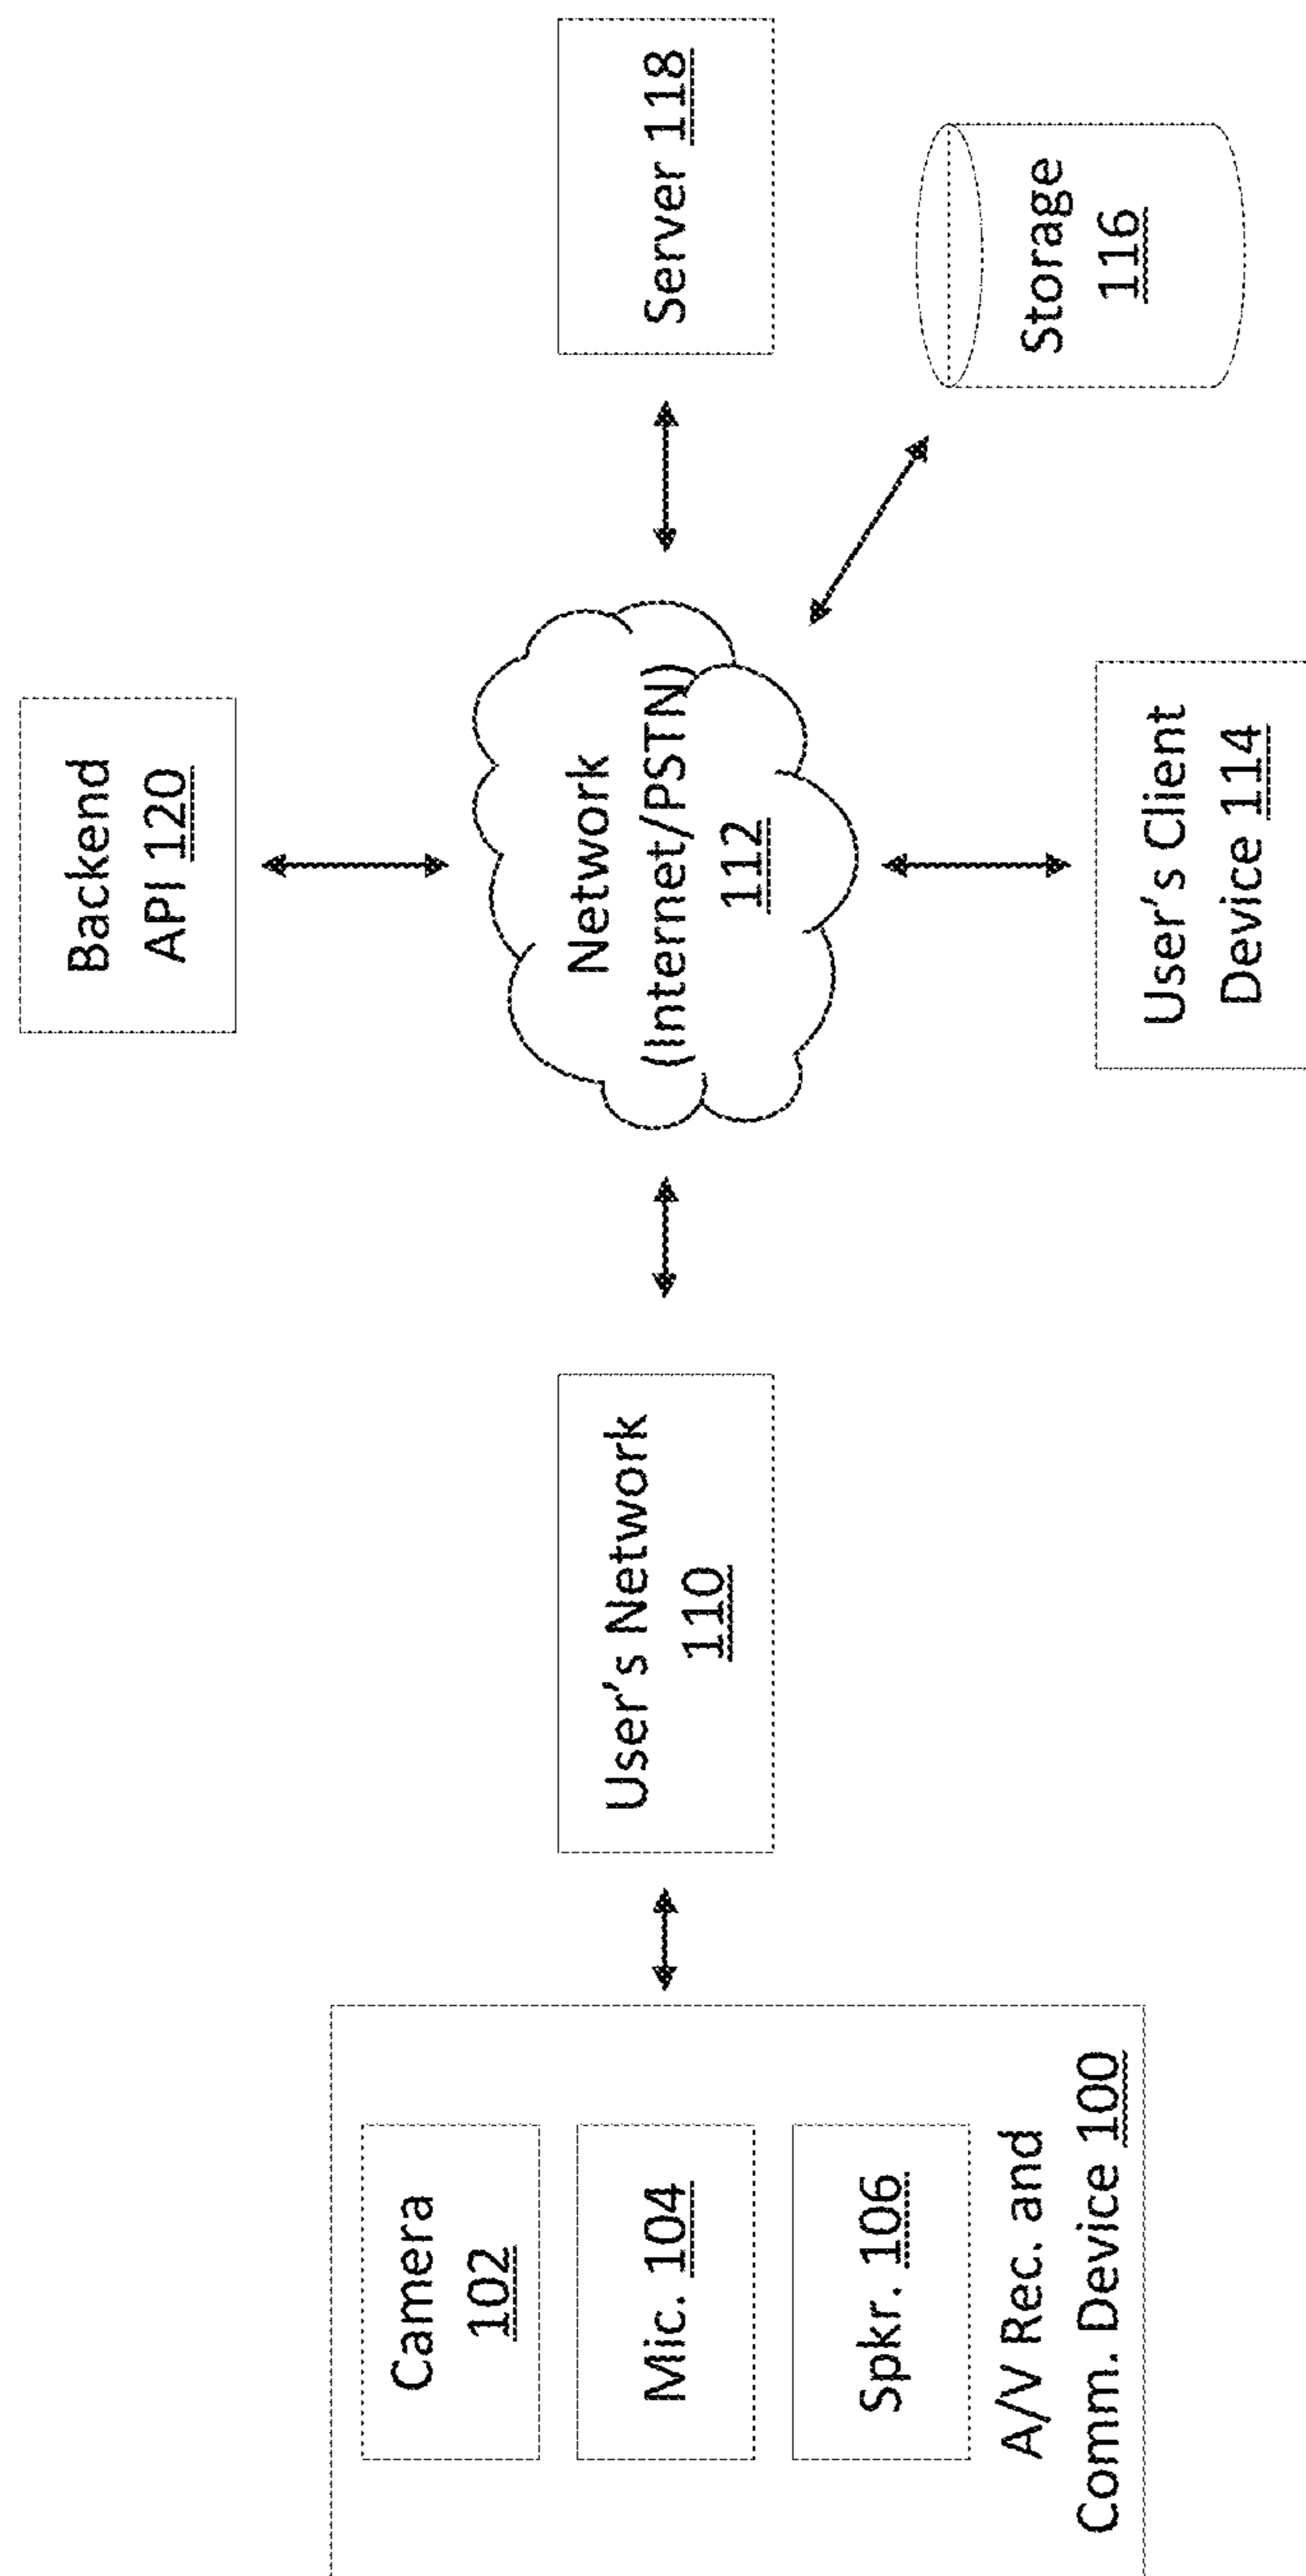 Camera
102
Mic. 104
Spkr. 106
A/V Rec. and
Comm. Device 100
User's Network
110
Backend
API 120
Network
(Internet/PSTN)
112
User's Client
Device 114
Server 118
Storage
116